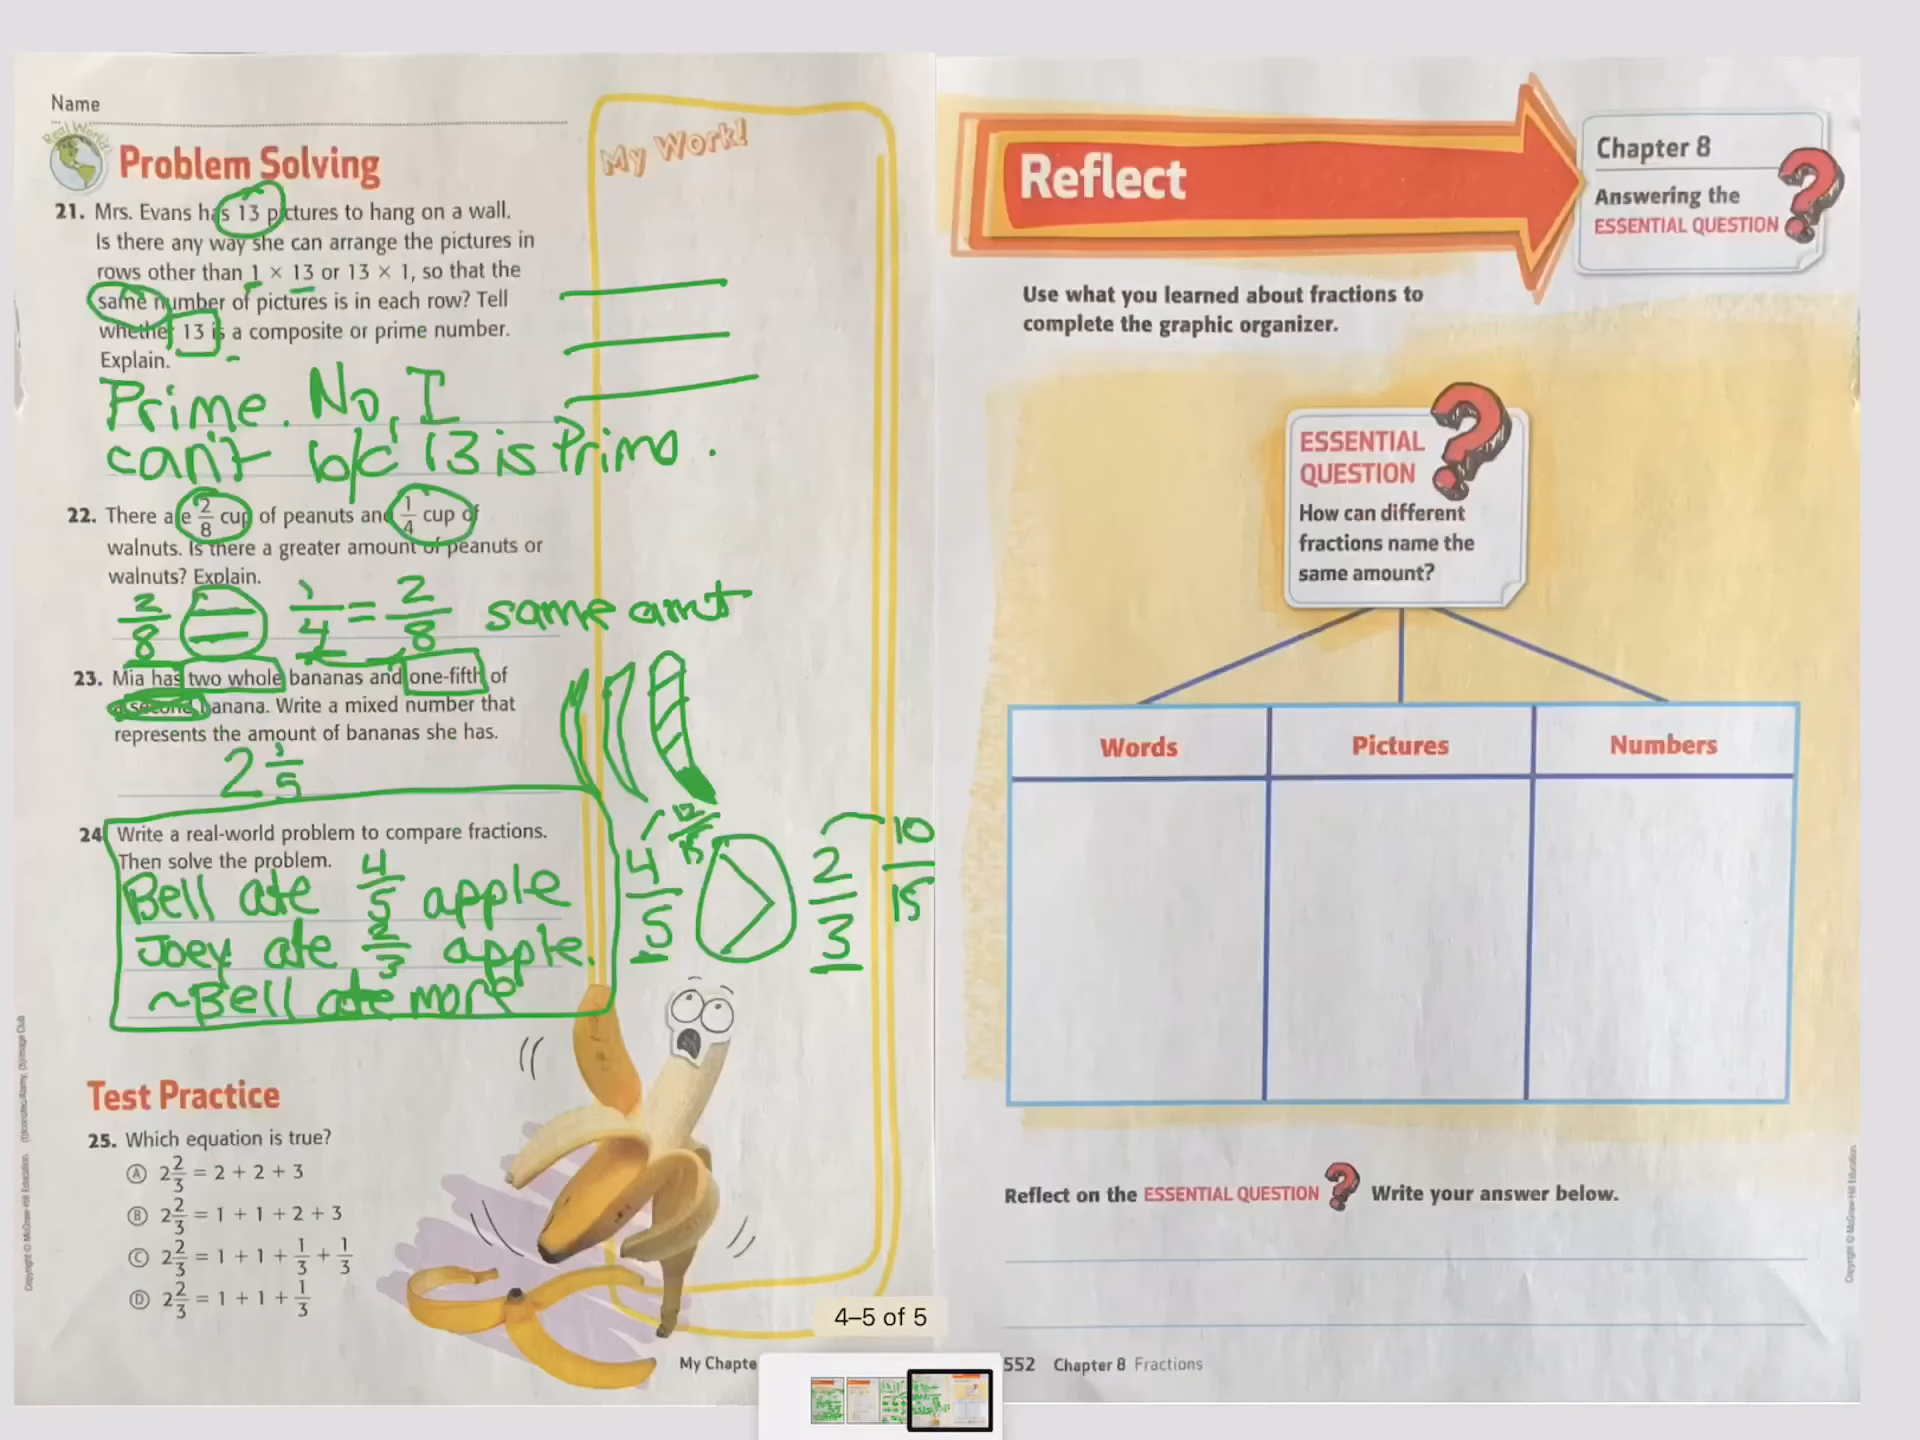 Name
Real World
Problem Solving
My Work!
21. Mrs. Evans has 13 pictures to hang on a wall.
Is there any way she can arrange the pictures in
rows other than 1 × 13 or 13 × 1, so that the
same number of pictures is in each row? Tell
whether 13 is a composite or prime number.
Explain.
Prime. No, I
can't b/c 13 is Prime.
22. There are 2/8 cup of peanuts and 1/4 cup of
walnuts. Is there a greater amount of peanuts or
walnuts? Explain.
2/8 = 1/4 = 2/8 same amt
23. Mia has two whole bananas and one-fifth of
a second banana. Write a mixed number that
represents the amount of bananas she has.
2 1/5
24 Write a real-world problem to compare fractions.
Then solve the problem.
Bell ate 4/5 apple
Joey ate 2/3 apple.
~Bell ate more
12/15
4/5 > 2/3 10/15
Test Practice
25. Which equation is true?
Ⓐ 2 2/3 = 2 + 2 + 3
Ⓑ 2 2/3 = 1 + 1 + 2 + 3
Ⓒ 2 2/3 = 1 + 1 + 1/3 + 1/3
Ⓓ 2 2/3 = 1 + 1 + 1/3
4–5 of 5
My Chapte
Reflect
Chapter 8
Answering the
ESSENTIAL QUESTION
Use what you learned about fractions to
complete the graphic organizer.
ESSENTIAL
QUESTION
How can different
fractions name the
same amount?
Words Pictures Numbers
Reflect on the ESSENTIAL QUESTION ? Write your answer below.
552 Chapter 8 Fractions
Copyright © McGraw-Hill Education